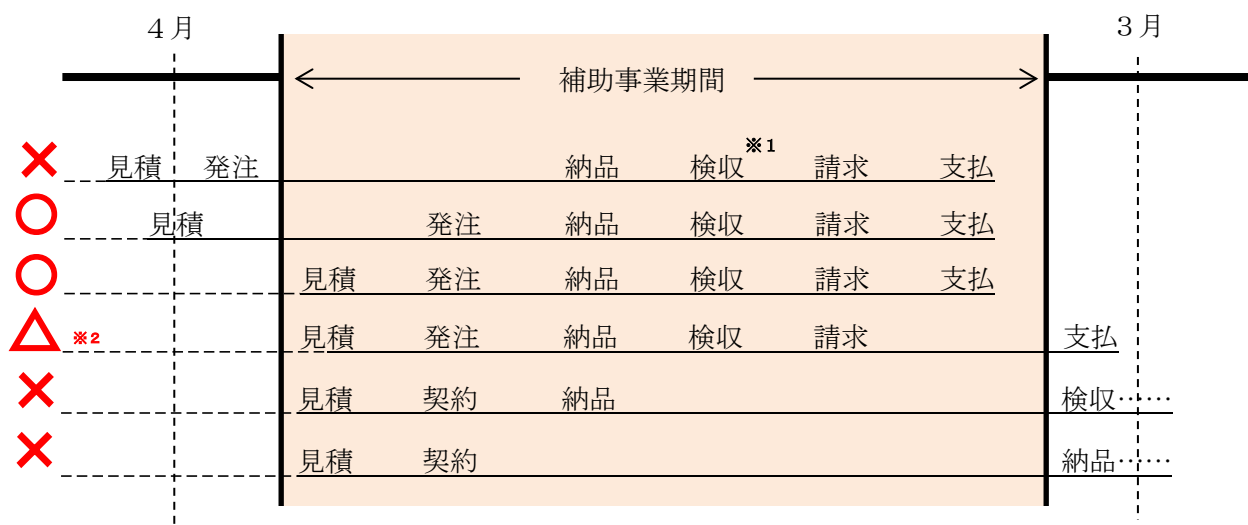 ４月
３月
補助事業期間
× 見積 発注 納品 検収※1 請求 支払
○ 見積 発注 納品 検収 請求 支払
○ 見積 発注 納品 検収 請求 支払
△ ※2 見積 発注 納品 検収 請求 支払
× 見積 契約 納品 検収……
× 見積 契約 納品……